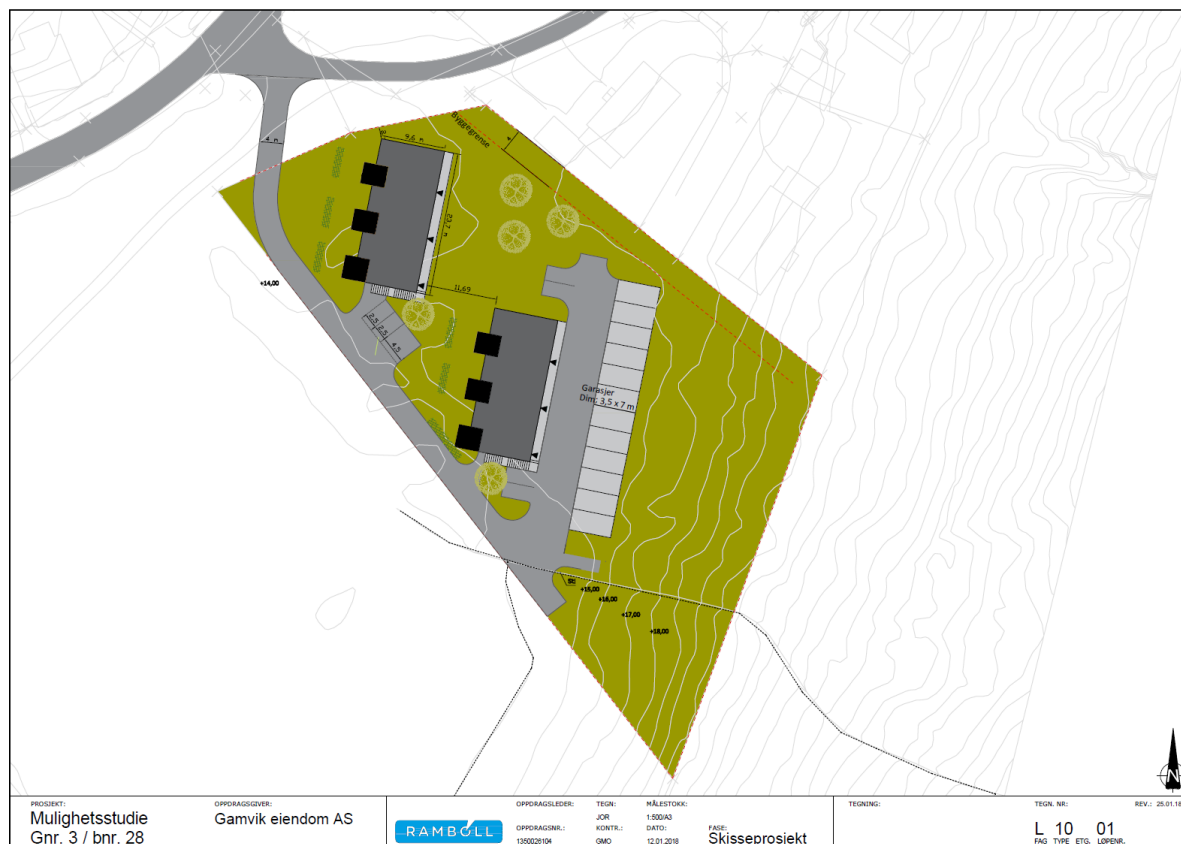 Byggegrense
4
4 m
9,6 m
23,7 m
11,69
+14,00
2,5
2,5
4,5
Garasjer
Dim: 3,5 x 7 m
+15,00
+16,00
+17,00
+18,00
N
PROSJEKT:
Mulighetsstudie
Gnr. 3 / bnr. 28
OPPDRAGSGIVER:
Gamvik eiendom AS
RAMBOLL
OPPDRAGSLEDER:
OPPDRAGSNR.:
1350026104
TEGN:
JOR
KONTR.:
GMO
MÅLESTOKK:
1:500/A3
DATO:
12.01.2018
FASE:
Skisseprosjekt
TEGNING:
TEGN. NR:
L 10 01
FAG TYPE ETG. LØPENR.
REV.: 25.01.18